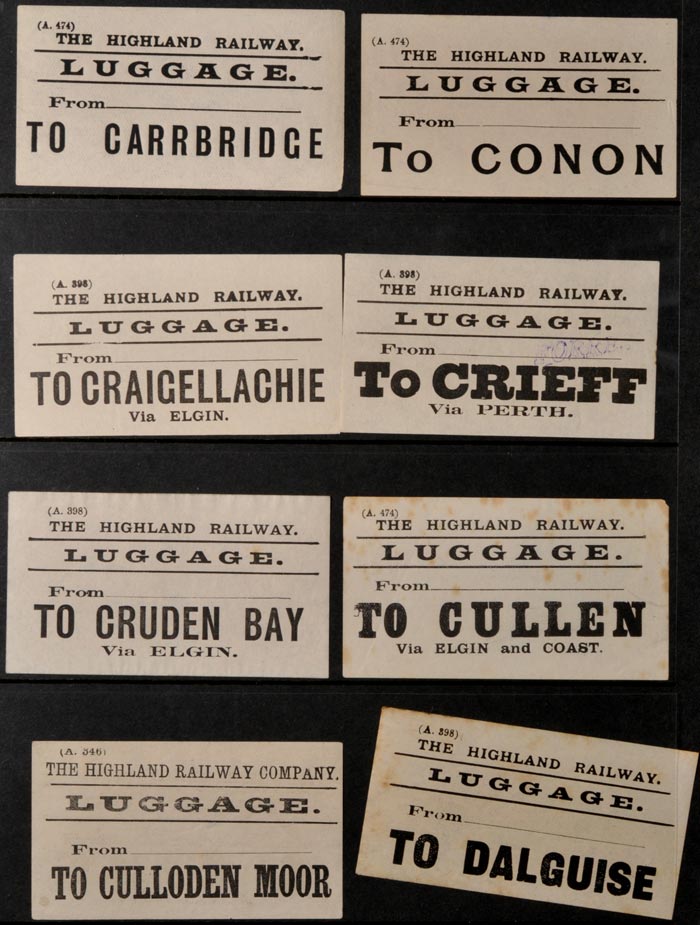 (A. 474)
THE HIGHLAND RAILWAY.
LUGGAGE.
From
TO CARRBRIDGE
(A. 474)
THE HIGHLAND RAILWAY.
LUGGAGE.
From
To CONON
(A. 398)
THE HIGHLAND RAILWAY.
LUGGAGE.
From
TO CRAIGELLACHIE
Via ELGIN.
(A. 398)
THE HIGHLAND RAILWAY.
LUGGAGE.
From
To CRIEFF
Via PERTH.
(A. 398)
THE HIGHLAND RAILWAY.
LUGGAGE.
From
TO CRUDEN BAY
Via ELGIN.
(A. 474)
THE HIGHLAND RAILWAY.
LUGGAGE.
From
TO CULLEN
Via ELGIN and COAST.
(A. 346)
THE HIGHLAND RAILWAY COMPANY.
LUGGAGE.
From
TO CULLODEN MOOR
(A. 398)
THE HIGHLAND RAILWAY.
LUGGAGE.
From
TO DALGUISE